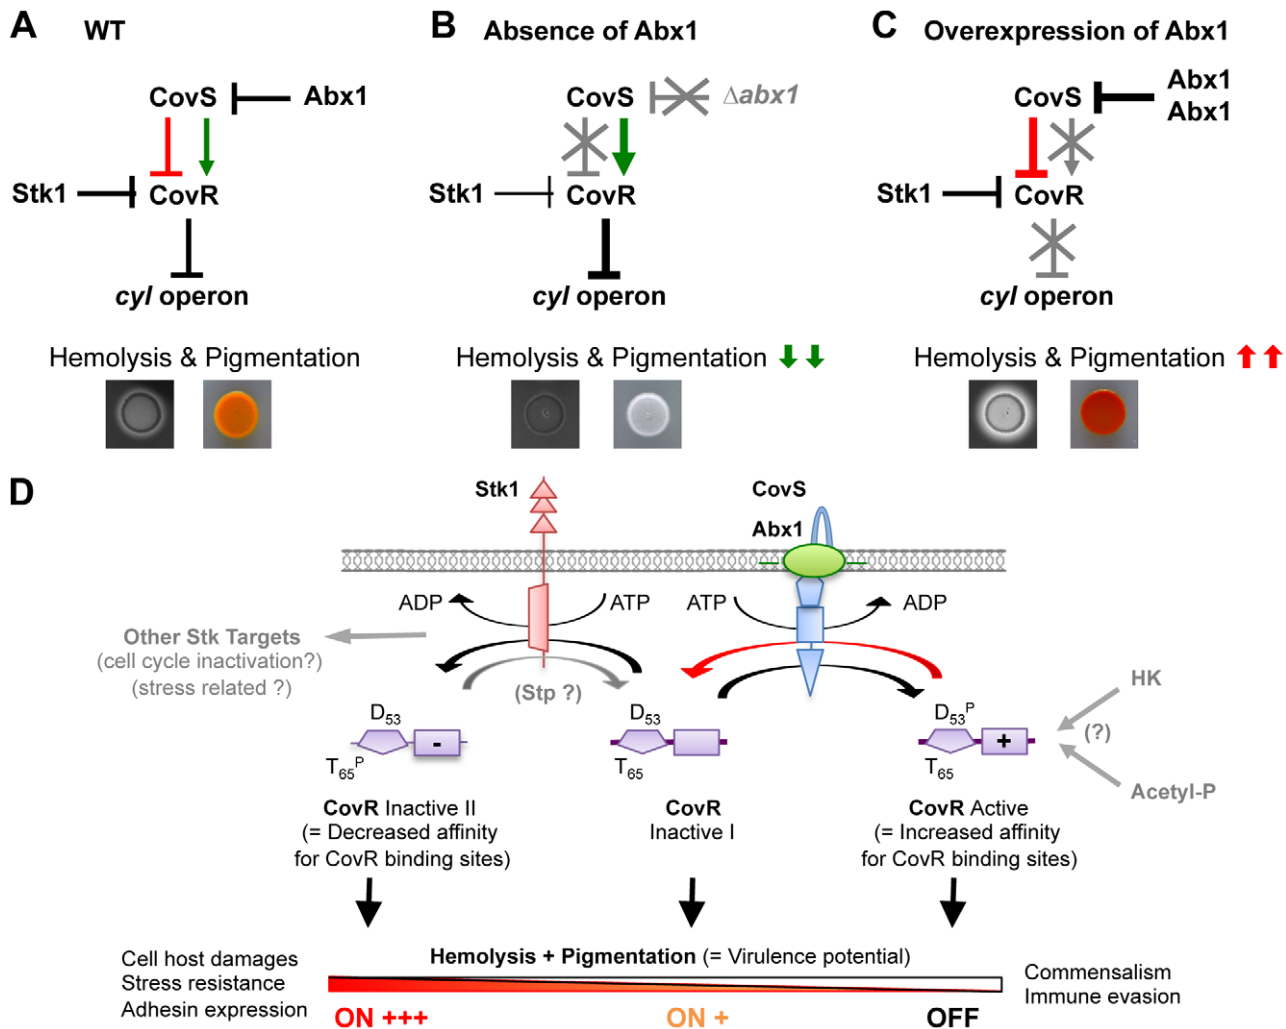 A WT
CovS
Abx1
Stk1
CovR
cyl operon
Hemolysis & Pigmentation
B Absence of Abx1
CovS
Δabx1
Stk1
CovR
cyl operon
Hemolysis & Pigmentation
C Overexpression of Abx1
CovS
Abx1
Abx1
Stk1
CovR
cyl operon
Hemolysis & Pigmentation
D
Stk1
CovS
Abx1
ADP
ATP
ATP
ADP
Other Stk Targets
(cell cycle inactivation?)
(stress related ?)
(Stp ?)
HK
(?)
Acetyl-P
D53
-
T65P
D53
T65
D53P
+
T65
CovR Inactive II
(= Decreased affinity
for CovR binding sites)
CovR
Inactive I
CovR Active
(= Increased affinity
for CovR binding sites)
Cell host damages
Stress resistance
Adhesin expression
Hemolysis + Pigmentation (= Virulence potential)
Commensalism
Immune evasion
ON +++
ON +
OFF